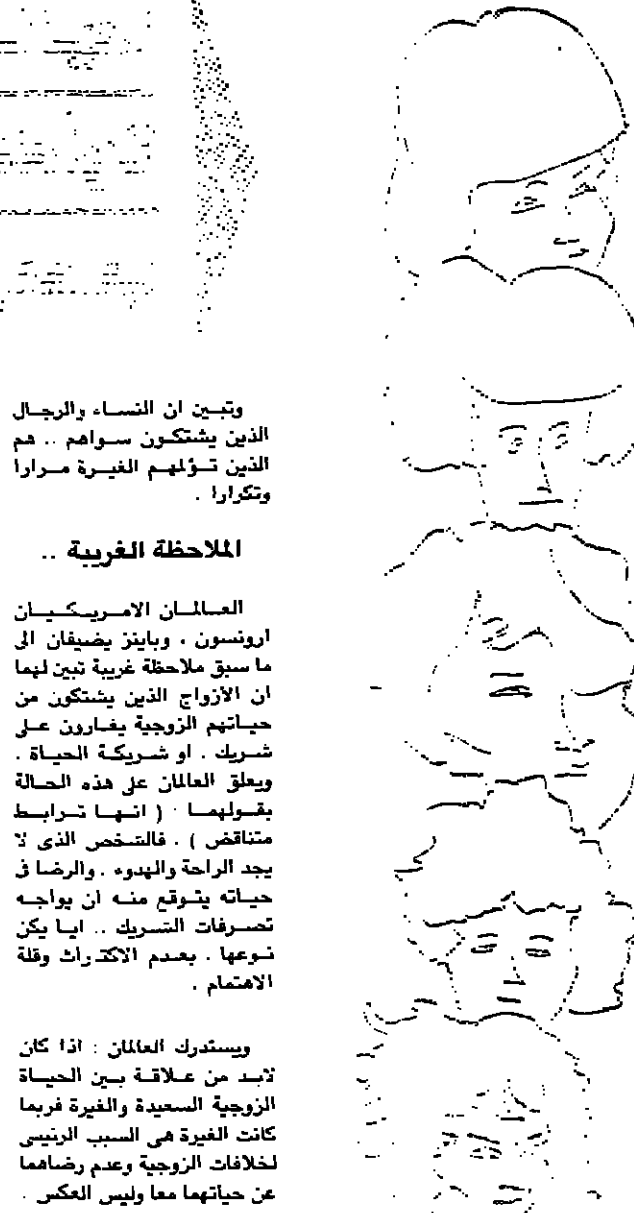 وتبين ان النساء والرجال
الذين يشتكون سواهم .. هم
الذين تؤلمهم الغيرة مرارا
وتكرارا .
الملاحظة الغريبة ..
العالمان الامريكيان
ارونسون ، وباينز يضيفان الى
ما سبق ملاحظة غريبة تبين لهما
ان الأزواج الذين يشتكون من
حياتهم الزوجية يغارون على
شريك . او شريكة الحياة .
ويعلق العالمان على هذه الحالة
بقولهما ( انها ترابط
متناقض ) . فالشخص الذى لا
يجد الراحة والهدوء . والرضا فى
حياته يتوقع منه ان يواجه
تصرفات الشريك .. ايا يكن
نوعها . بعدم الاكتراث وقلة
الاهتمام .
ويستدرك العالمان : اذا كان
لابد من علاقة بين الحياة
الزوجية السعيدة والغيرة فربما
كانت الغيرة هى السبب الرئيسى
لخلافات الزوجية وعدم رضاهما
عن حياتهما معا وليس العكس .